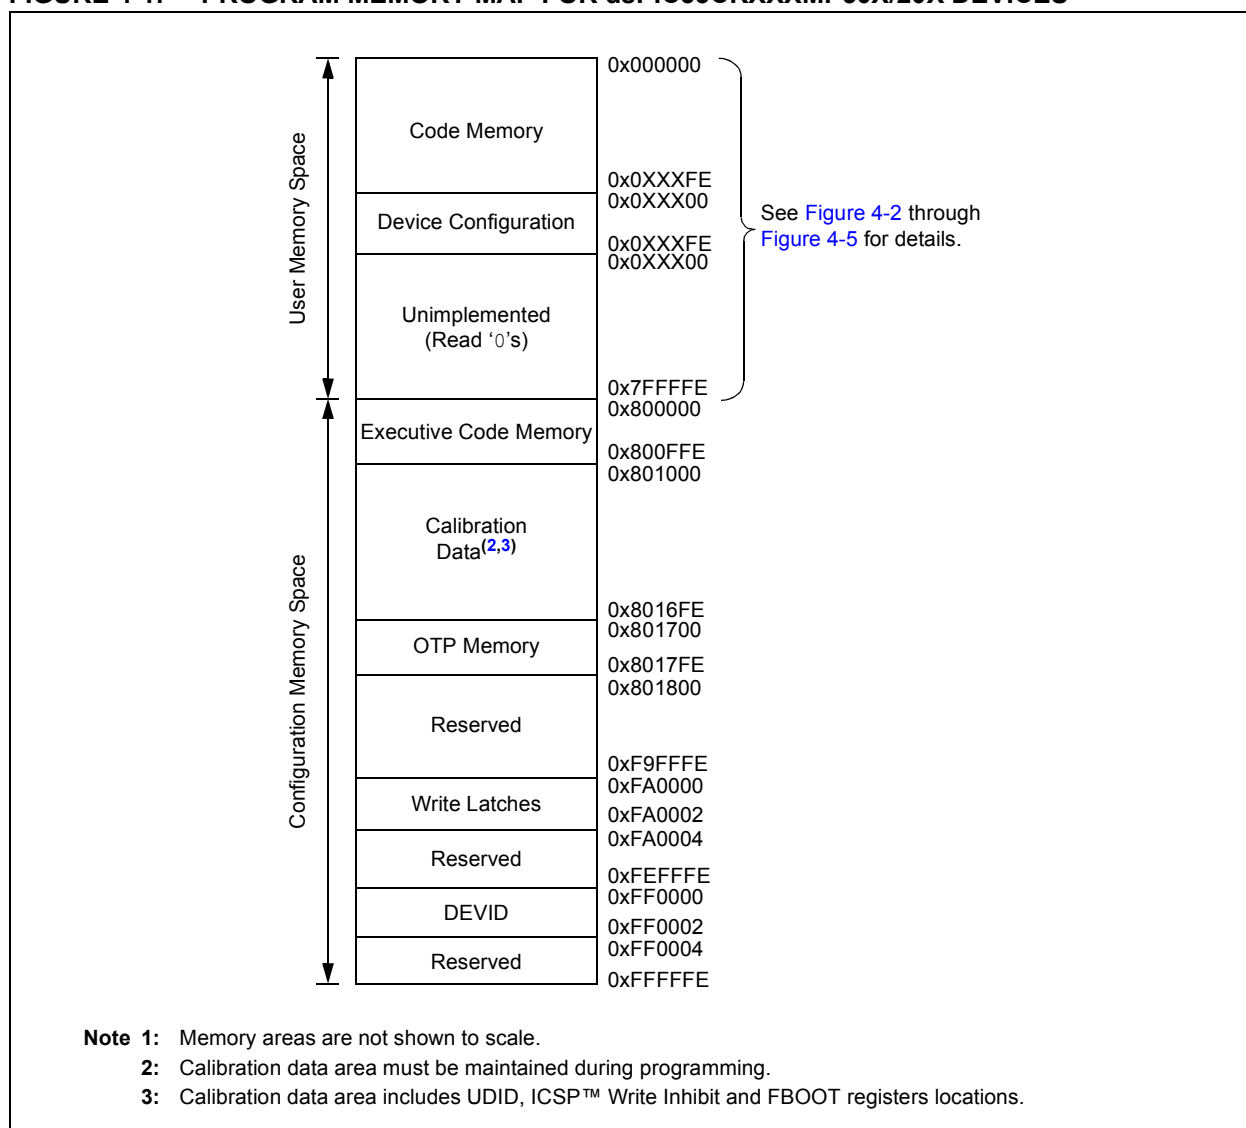 0x000000
Code Memory
0x0XXXFE
0x0XXX00
Device Configuration
0x0XXXFE
0x0XXX00
See Figure 4-2 through
Figure 4-5 for details.
User Memory Space
Unimplemented
(Read ‘0’s)
0x7FFFFE
0x800000
Executive Code Memory
0x800FFE
0x801000
Calibration
Data(2,3)
0x8016FE
0x801700
OTP Memory
0x8017FE
0x801800
Configuration Memory Space
Reserved
0xF9FFFE
0xFA0000
Write Latches
0xFA0002
0xFA0004
Reserved
0xFEFFFE
0xFF0000
DEVID
0xFF0002
0xFF0004
Reserved
0xFFFFFE
Note 1: Memory areas are not shown to scale.
2: Calibration data area must be maintained during programming.
3: Calibration data area includes UDID, ICSP™ Write Inhibit and FBOOT registers locations.